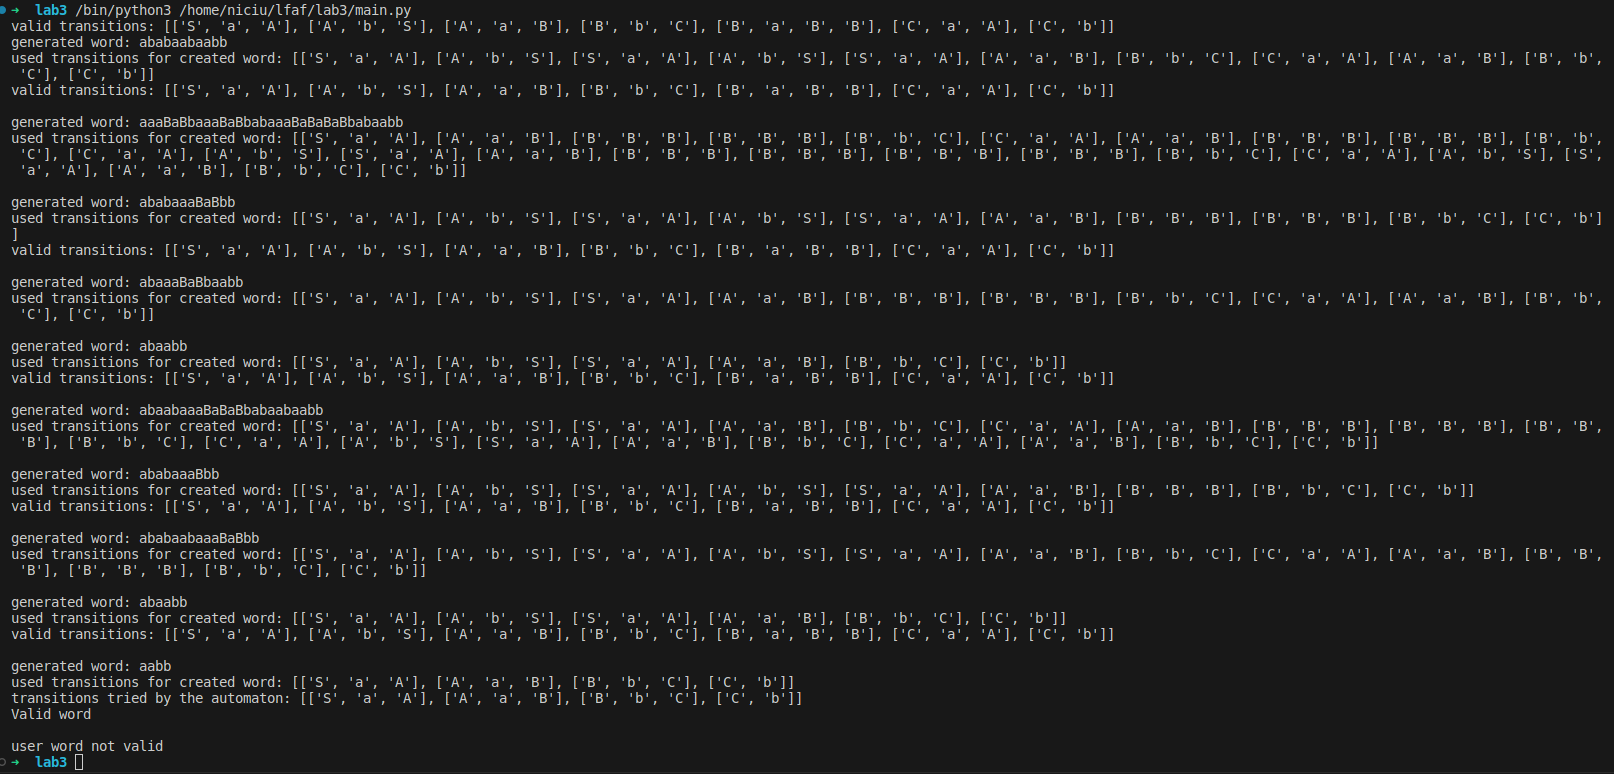 →  lab3 /bin/python3 /home/niciu/lfaf/lab3/main.py
valid transitions: [['S', 'a', 'A'], ['A', 'b', 'S'], ['A', 'a', 'B'], ['B', 'b', 'C'], ['B', 'a', 'B', 'B'], ['C', 'a', 'A'], ['C', 'b']]
generated word: ababaabaabb
used transitions for created word: [['S', 'a', 'A'], ['A', 'b', 'S'], ['S', 'a', 'A'], ['A', 'b', 'S'], ['S', 'a', 'A'], ['A', 'a', 'B'], ['B', 'b', 'C'], ['C', 'a', 'A'], ['A', 'a', 'B'], ['B', 'b',
'C'], ['C', 'b']]
valid transitions: [['S', 'a', 'A'], ['A', 'b', 'S'], ['A', 'a', 'B'], ['B', 'b', 'C'], ['B', 'a', 'B', 'B'], ['C', 'a', 'A'], ['C', 'b']]
generated word: aaaBaBbaaaBaBbabaaaBaBaBaBbabaabb
used transitions for created word: [['S', 'a', 'A'], ['A', 'a', 'B'], ['B', 'B', 'B'], ['B', 'B', 'B'], ['B', 'b', 'C'], ['C', 'a', 'A'], ['A', 'a', 'B'], ['B', 'B', 'B'], ['B', 'B', 'B'], ['B', 'b',
'C'], ['C', 'a', 'A'], ['A', 'b', 'S'], ['S', 'a', 'A'], ['A', 'a', 'B'], ['B', 'B', 'B'], ['B', 'B', 'B'], ['B', 'B', 'B'], ['B', 'B', 'B'], ['B', 'b', 'C'], ['C', 'a', 'A'], ['A', 'b', 'S'], ['S',
'a', 'A'], ['A', 'a', 'B'], ['B', 'b', 'C'], ['C', 'b']]
generated word: ababaaaBaBbb
used transitions for created word: [['S', 'a', 'A'], ['A', 'b', 'S'], ['S', 'a', 'A'], ['A', 'b', 'S'], ['S', 'a', 'A'], ['A', 'a', 'B'], ['B', 'B', 'B'], ['B', 'B', 'B'], ['B', 'b', 'C'], ['C', 'b']
]
valid transitions: [['S', 'a', 'A'], ['A', 'b', 'S'], ['A', 'a', 'B'], ['B', 'b', 'C'], ['B', 'a', 'B', 'B'], ['C', 'a', 'A'], ['C', 'b']]
generated word: abaaaBaBbaabb
used transitions for created word: [['S', 'a', 'A'], ['A', 'b', 'S'], ['S', 'a', 'A'], ['A', 'a', 'B'], ['B', 'B', 'B'], ['B', 'B', 'B'], ['B', 'b', 'C'], ['C', 'a', 'A'], ['A', 'a', 'B'], ['B', 'b',
'C'], ['C', 'b']]
generated word: abaabb
used transitions for created word: [['S', 'a', 'A'], ['A', 'b', 'S'], ['S', 'a', 'A'], ['A', 'a', 'B'], ['B', 'b', 'C'], ['C', 'b']]
valid transitions: [['S', 'a', 'A'], ['A', 'b', 'S'], ['A', 'a', 'B'], ['B', 'b', 'C'], ['B', 'a', 'B', 'B'], ['C', 'a', 'A'], ['C', 'b']]
generated word: abaabaaaBaBaBbabaabaabb
used transitions for created word: [['S', 'a', 'A'], ['A', 'b', 'S'], ['S', 'a', 'A'], ['A', 'a', 'B'], ['B', 'b', 'C'], ['C', 'a', 'A'], ['A', 'a', 'B'], ['B', 'B', 'B'], ['B', 'B', 'B'], ['B', 'B',
'B'], ['B', 'b', 'C'], ['C', 'a', 'A'], ['A', 'b', 'S'], ['S', 'a', 'A'], ['A', 'a', 'B'], ['B', 'b', 'C'], ['C', 'a', 'A'], ['A', 'a', 'B'], ['B', 'b', 'C'], ['C', 'b']]
generated word: ababaaaBbb
used transitions for created word: [['S', 'a', 'A'], ['A', 'b', 'S'], ['S', 'a', 'A'], ['A', 'b', 'S'], ['S', 'a', 'A'], ['A', 'a', 'B'], ['B', 'B', 'B'], ['B', 'b', 'C'], ['C', 'b']]
valid transitions: [['S', 'a', 'A'], ['A', 'b', 'S'], ['A', 'a', 'B'], ['B', 'b', 'C'], ['B', 'a', 'B', 'B'], ['C', 'a', 'A'], ['C', 'b']]
generated word: ababaabaaaBaBbb
used transitions for created word: [['S', 'a', 'A'], ['A', 'b', 'S'], ['S', 'a', 'A'], ['A', 'b', 'S'], ['S', 'a', 'A'], ['A', 'a', 'B'], ['B', 'b', 'C'], ['C', 'a', 'A'], ['A', 'a', 'B'], ['B', 'B',
'B'], ['B', 'B', 'B'], ['B', 'b', 'C'], ['C', 'b']]
generated word: abaabb
used transitions for created word: [['S', 'a', 'A'], ['A', 'b', 'S'], ['S', 'a', 'A'], ['A', 'a', 'B'], ['B', 'b', 'C'], ['C', 'b']]
valid transitions: [['S', 'a', 'A'], ['A', 'b', 'S'], ['A', 'a', 'B'], ['B', 'b', 'C'], ['B', 'a', 'B', 'B'], ['C', 'a', 'A'], ['C', 'b']]
generated word: aabb
used transitions for created word: [['S', 'a', 'A'], ['A', 'a', 'B'], ['B', 'b', 'C'], ['C', 'b']]
transitions tried by the automaton: [['S', 'a', 'A'], ['A', 'a', 'B'], ['B', 'b', 'C'], ['C', 'b']]
Valid word
user word not valid
→  lab3